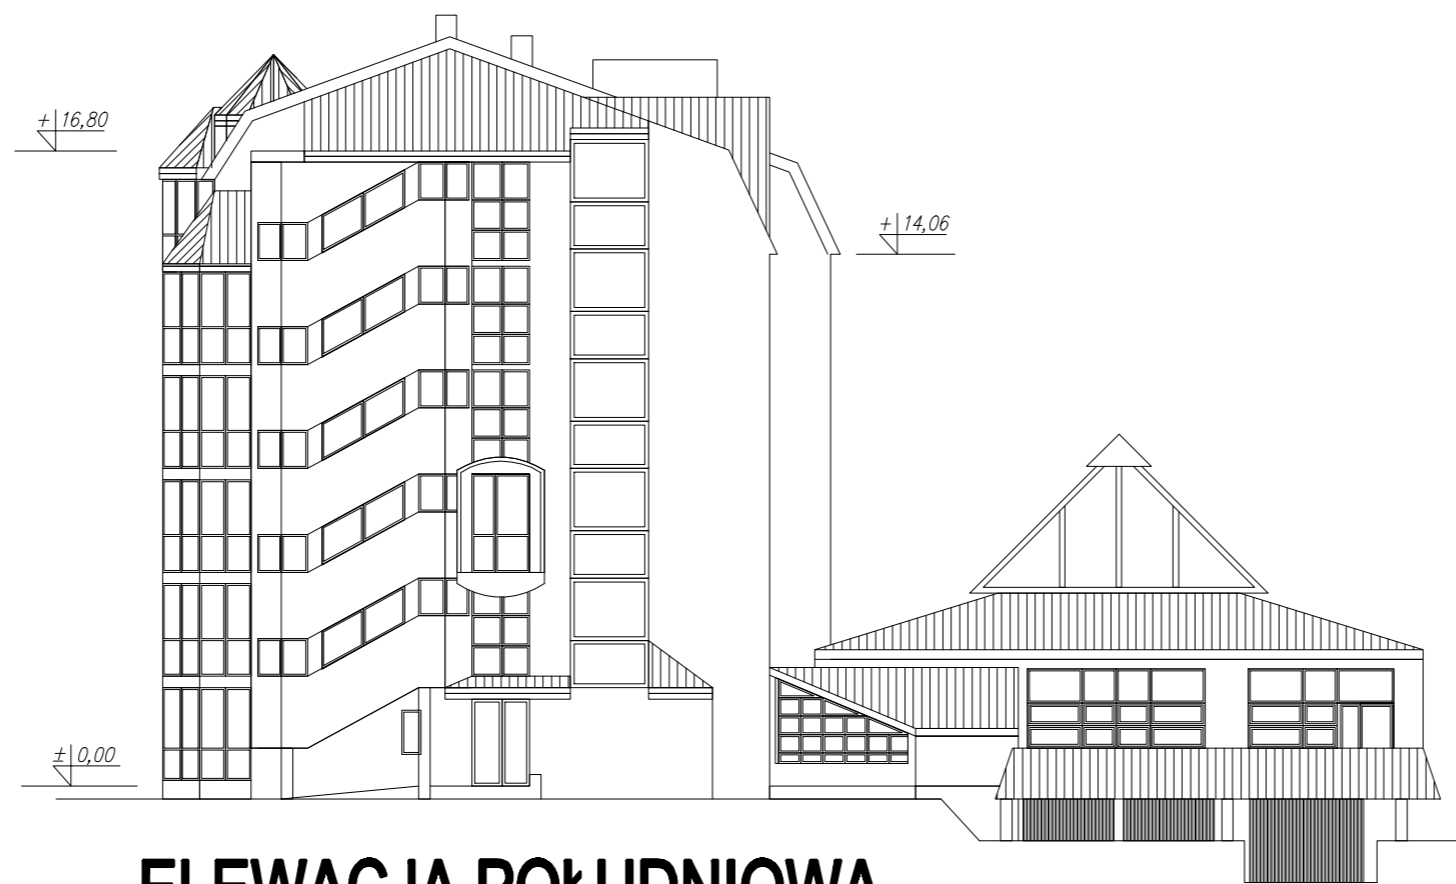 + 16,80
+ 14,06
± 0,00
ELEWACJA POŁUDNIOWA